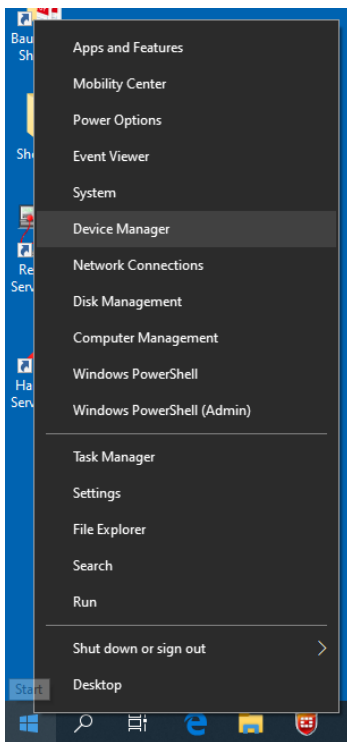 Apps and Features
Mobility Center
Power Options
Event Viewer
System
Device Manager
Network Connections
Disk Management
Computer Management
Windows PowerShell
Windows PowerShell (Admin)
Task Manager
Settings
File Explorer
Search
Run
Shut down or sign out
Desktop
Start